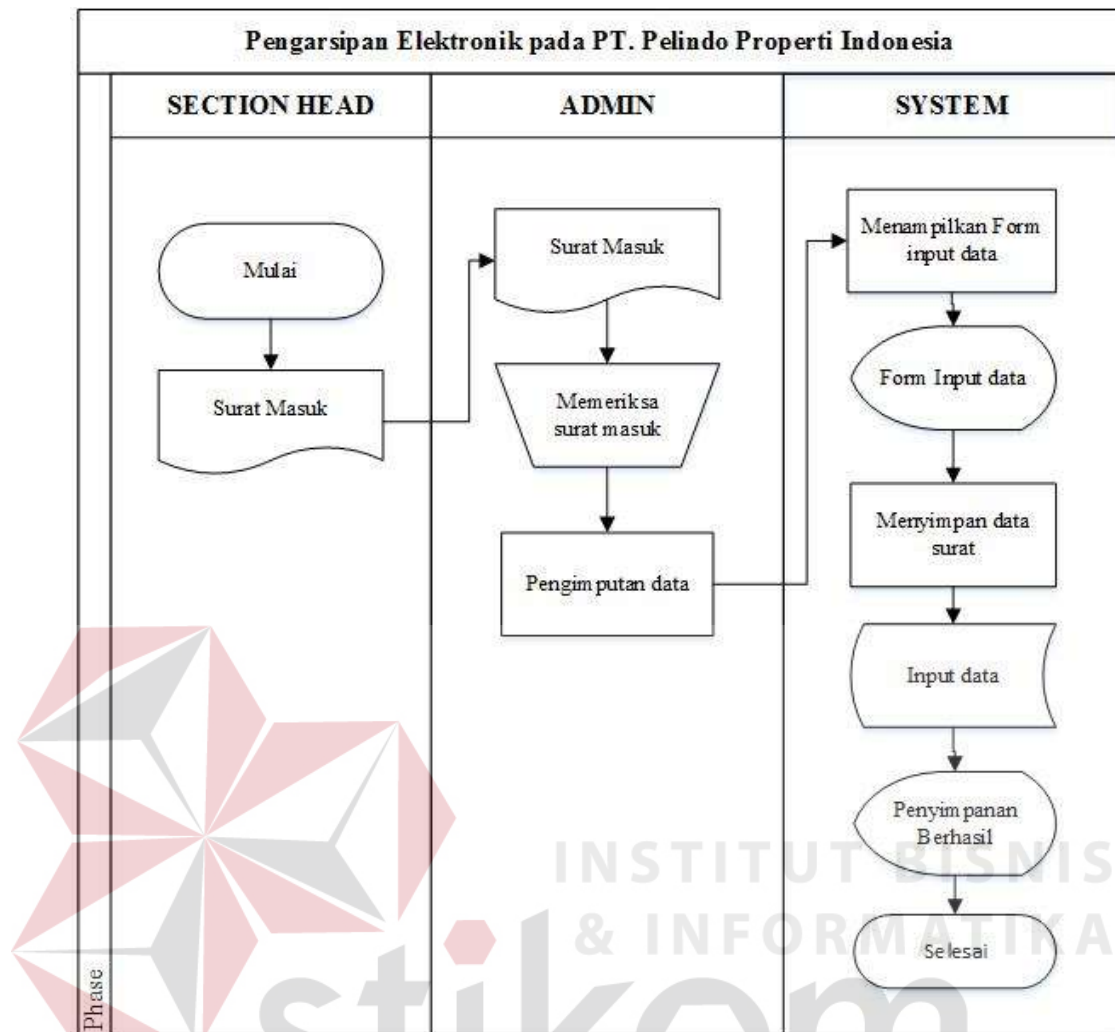 Pengarsipan Elektronik pada PT. Pelindo Properti Indonesia
SECTION HEAD
ADMIN
SYSTEM
Mulai
Surat Masuk
Surat Masuk
Memeriksa
surat masuk
Pengimputan data
Menampilkan Form
input data
Form Input data
Menyimpan data
surat
Input data
Penyimpanan
Berhasil
Selesai
Phase
INSTITUT BISNIS
& INFORMATIKA
stikom